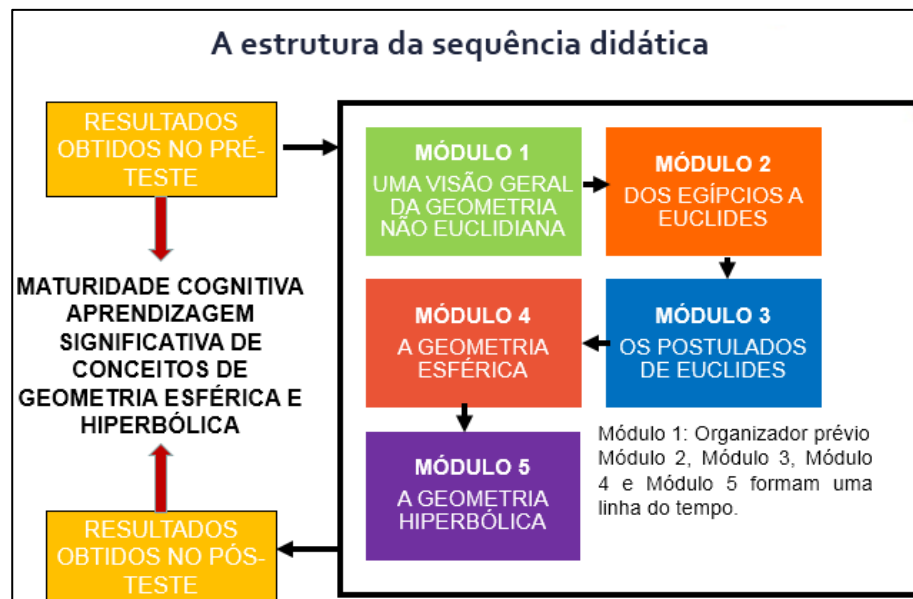 A estrutura da sequência didática
RESULTADOS
OBTIDOS NO PRÉ-
TESTE
MATURIDADE COGNITIVA
APRENDIZAGEM
SIGNIFICATIVA DE
CONCEITOS DE
GEOMETRIA ESFÉRICA E
HIPERBÓLICA
RESULTADOS
OBTIDOS NO PÓS-
TESTE
MÓDULO 1
UMA VISÃO GERAL
DA GEOMETRIA
NÃO EUCLIDIANA
MÓDULO 2
DOS EGÍPCIOS A
EUCLIDES
MÓDULO 3
OS POSTULADOS
DE EUCLIDES
MÓDULO 4
A GEOMETRIA
ESFÉRICA
MÓDULO 5
A GEOMETRIA
HIPERBÓLICA
Módulo 1: Organizador prévio
Módulo 2, Módulo 3, Módulo
4 e Módulo 5 formam uma
linha do tempo.